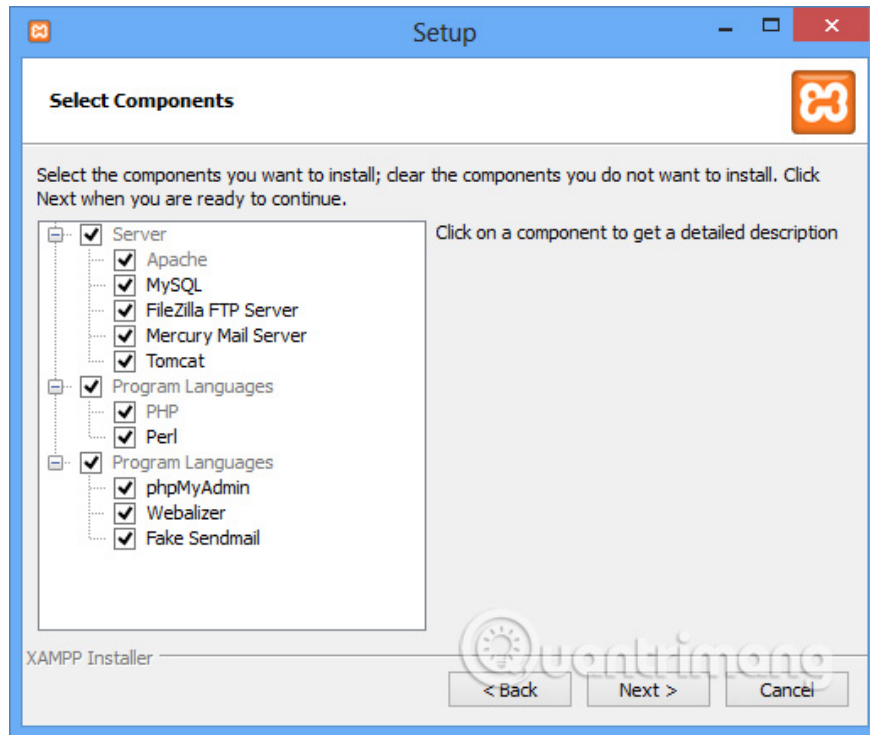 Setup
Select Components
Select the components you want to install; clear the components you do not want to install. Click
Next when you are ready to continue.
Server
Apache
MySQL
FileZilla FTP Server
Mercury Mail Server
Tomcat
Program Languages
PHP
Perl
Program Languages
phpMyAdmin
Webalizer
Fake Sendmail
Click on a component to get a detailed description
XAMPP Installer
Quantrimang
< Back
Next >
Cancel